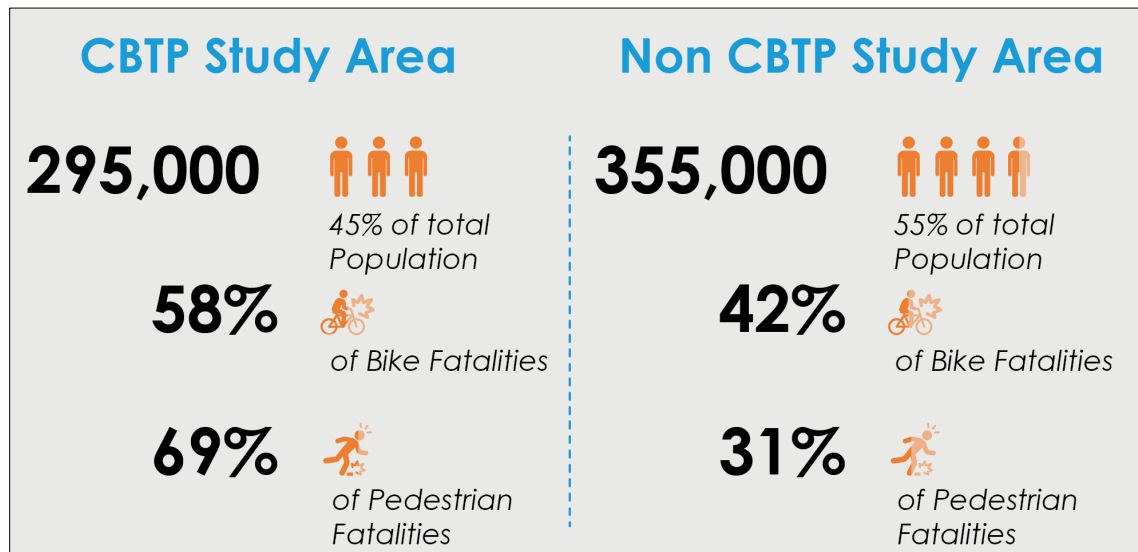 CBTP Study Area
295,000
45% of total
Population
58%
of Bike Fatalities
69%
of Pedestrian
Fatalities
Non CBTP Study Area
355,000
55% of total
Population
42%
of Bike Fatalities
31%
of Pedestrian
Fatalities